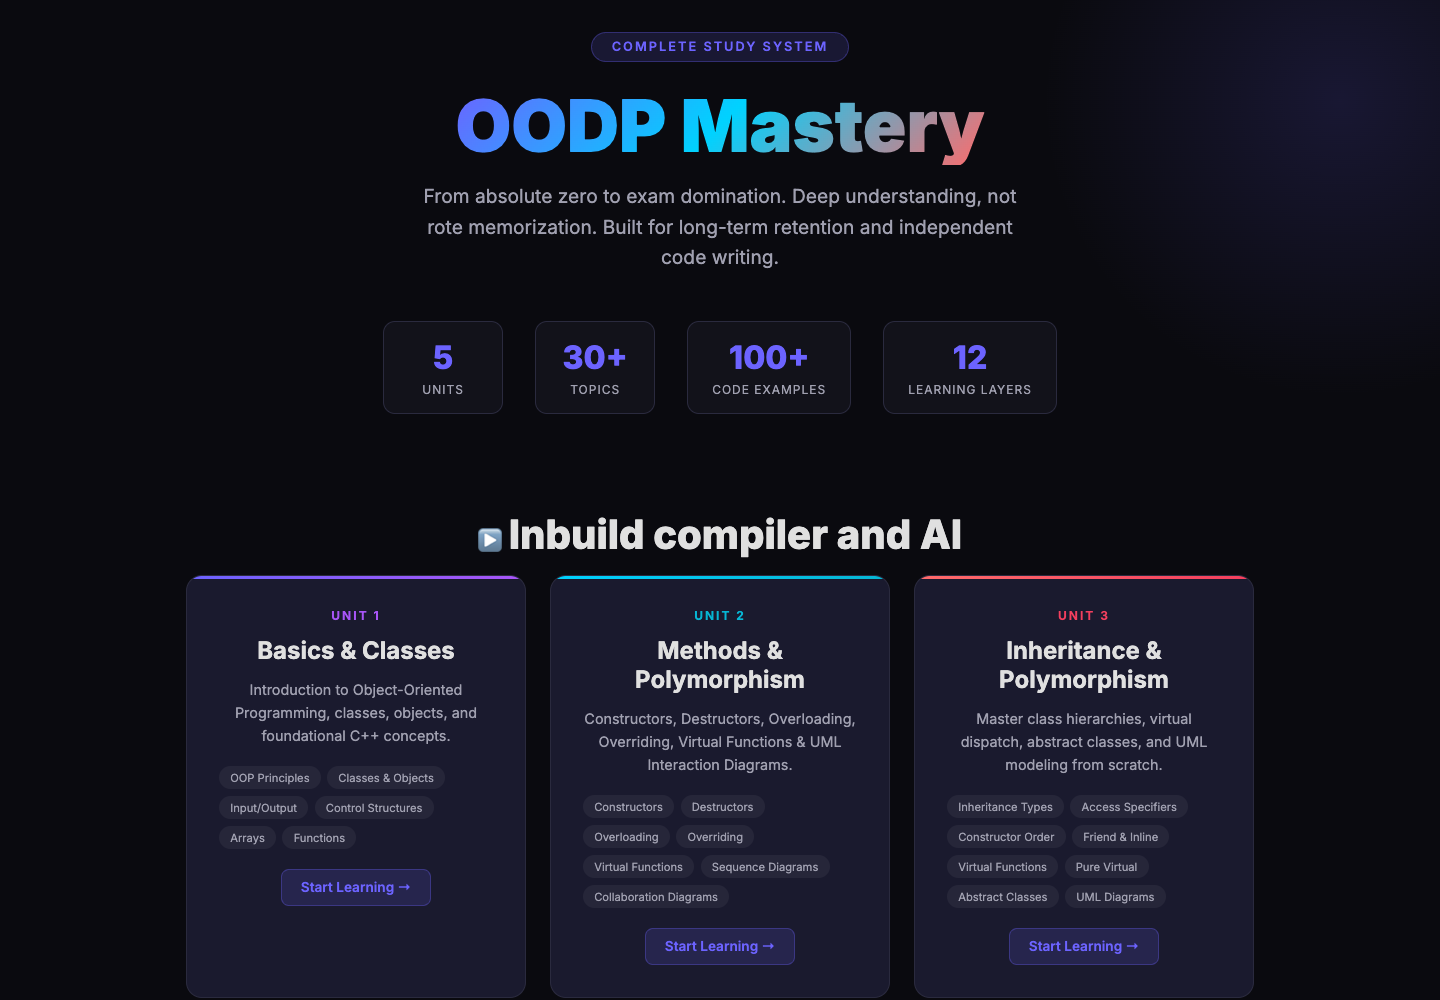 COMPLETE STUDY SYSTEM
OODP Mastery
From absolute zero to exam domination. Deep understanding, not
rote memorization. Built for long-term retention and independent
code writing.
5
UNITS
30+
TOPICS
100+
CODE EXAMPLES
12
LEARNING LAYERS
Inbuild compiler and AI
UNIT 1
Basics & Classes
Introduction to Object-Oriented
Programming, classes, objects, and
foundational C++ concepts.
OOP Principles
Classes & Objects
Input/Output
Control Structures
Arrays
Functions
Start Learning →
UNIT 2
Methods &
Polymorphism
Constructors, Destructors, Overloading,
Overriding, Virtual Functions & UML
Interaction Diagrams.
Constructors
Destructors
Overloading
Overriding
Virtual Functions
Sequence Diagrams
Collaboration Diagrams
Start Learning →
UNIT 3
Inheritance &
Polymorphism
Master class hierarchies, virtual
dispatch, abstract classes, and UML
modeling from scratch.
Inheritance Types
Access Specifiers
Constructor Order
Friend & Inline
Virtual Functions
Pure Virtual
Abstract Classes
UML Diagrams
Start Learning →